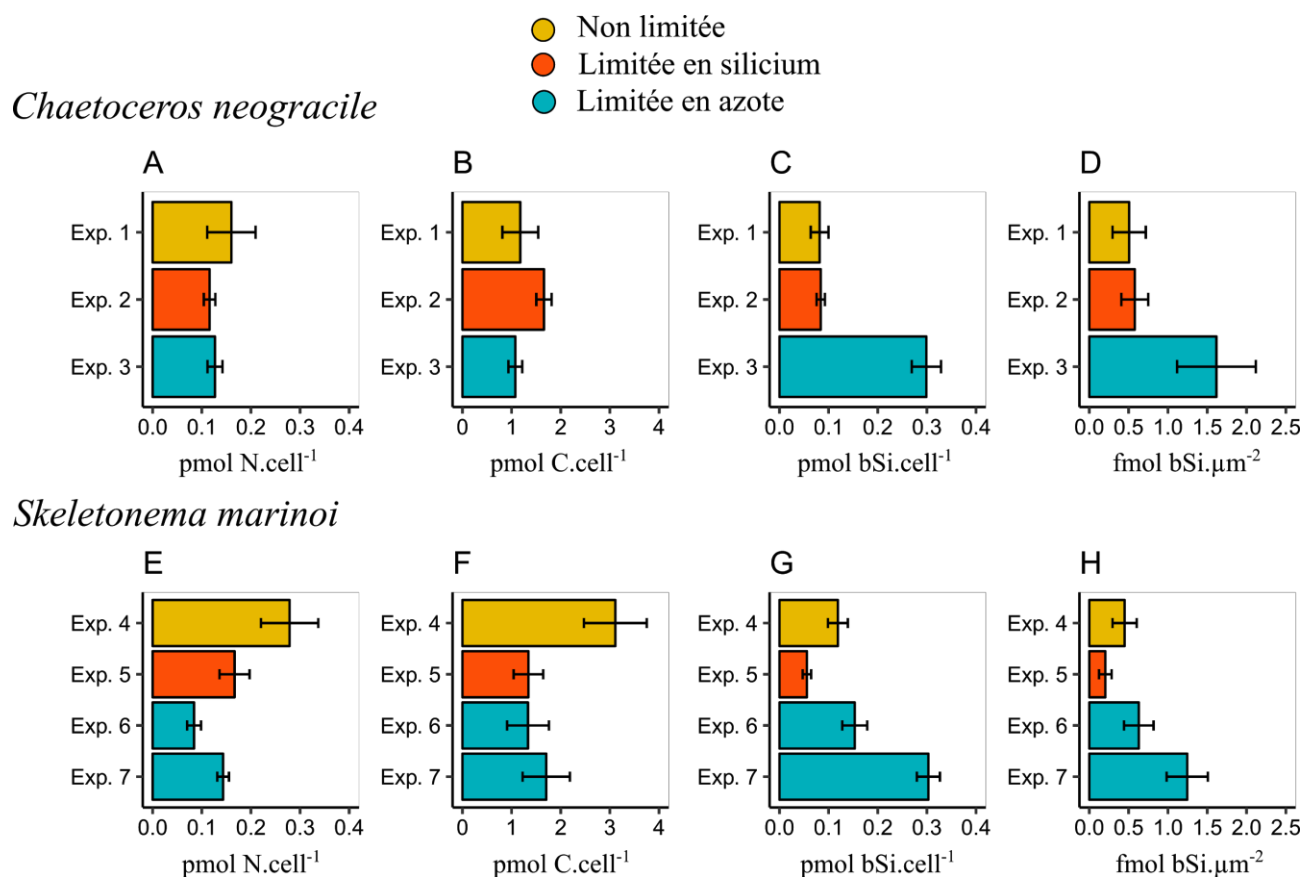 Non limitée
Limitée en silicium
Limitée en azote
Chaetoceros neogracile
A
B
C
D
Exp. 1
Exp. 2
Exp. 3
0.0 0.1 0.2 0.3 0.4
pmol N.cell⁻¹
Exp. 1
Exp. 2
Exp. 3
0 1 2 3 4
pmol C.cell⁻¹
Exp. 1
Exp. 2
Exp. 3
0.0 0.1 0.2 0.3 0.4
pmol bSi.cell⁻¹
Exp. 1
Exp. 2
Exp. 3
0.0 0.5 1.0 1.5 2.0 2.5
fmol bSi.µm⁻²
Skeletonema marinoi
E
F
G
H
Exp. 4
Exp. 5
Exp. 6
Exp. 7
0.0 0.1 0.2 0.3 0.4
pmol N.cell⁻¹
Exp. 4
Exp. 5
Exp. 6
Exp. 7
0 1 2 3 4
pmol C.cell⁻¹
Exp. 4
Exp. 5
Exp. 6
Exp. 7
0.0 0.1 0.2 0.3 0.4
pmol bSi.cell⁻¹
Exp. 4
Exp. 5
Exp. 6
Exp. 7
0.0 0.5 1.0 1.5 2.0 2.5
fmol bSi.µm⁻²